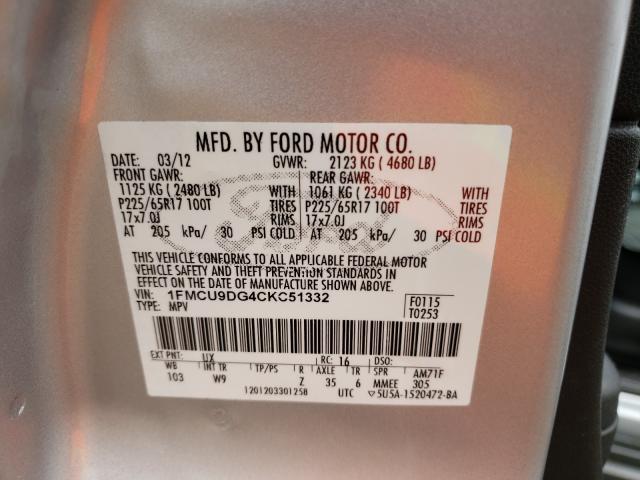 MFD. BY FORD MOTOR CO.
DATE: 03/12 GVWR: 2123 KG ( 4680 LB)
FRONT GAWR: REAR GAWR:
1125 KG ( 2480 LB) WITH 1061 KG ( 2340 LB) WITH
P225/65R17 100T TIRES P225/65R17 100T TIRES
17x7.0J RIMS 17x7.0J RIMS
AT 205 kPa/ 30 PSI COLD AT 205 kPa/ 30 PSI COLD
THIS VEHICLE CONFORMS TO ALL APPLICABLE FEDERAL MOTOR
VEHICLE SAFETY AND THEFT PREVENTION STANDARDS IN
EFFECT ON THE DATE OF MANUFACTURE SHOWN ABOVE.
VIN: 1FMCU9DG4CKC51332 F0115
TYPE: MPV T0253
EXT PNT: UX RC: 16 DSO:
WB INT TR TP/PS R AXLE TR SPR AM71F
103 W9 Z 35 6 MMEE 305
1201203301258 UTC 5U5A-1520472-BA
Ford